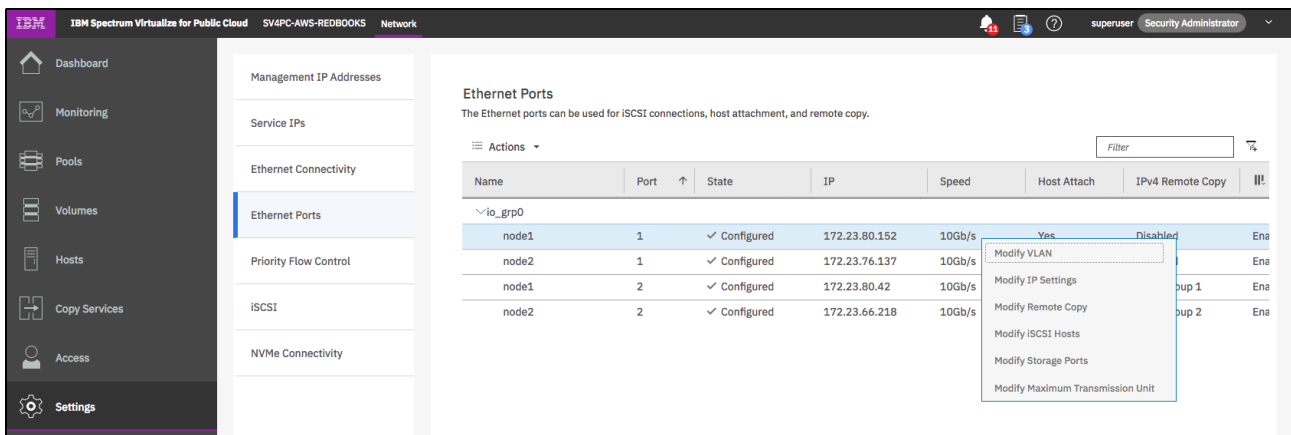 IBM IBM Spectrum Virtualize for Public Cloud SV4PC-AWS-REDBOOKS Network 11 3 superuser Security Administrator
Dashboard
Monitoring
Pools
Volumes
Hosts
Copy Services
Access
Settings
Management IP Addresses
Service IPs
Ethernet Connectivity
Ethernet Ports
Priority Flow Control
iSCSI
NVMe Connectivity
Ethernet Ports
The Ethernet ports can be used for iSCSI connections, host attachment, and remote copy.
Actions Filter
Name Port State IP Speed Host Attach IPv4 Remote Copy
io_grp0
node1 1 Configured 172.23.80.152 10Gb/s Yes Disabled Ena
node2 1 Configured 172.23.76.137 10Gb/s Ena
node1 2 Configured 172.23.80.42 10Gb/s oup 1 Ena
node2 2 Configured 172.23.66.218 10Gb/s oup 2 Ena
Modify VLAN
Modify IP Settings
Modify Remote Copy
Modify iSCSI Hosts
Modify Storage Ports
Modify Maximum Transmission Unit